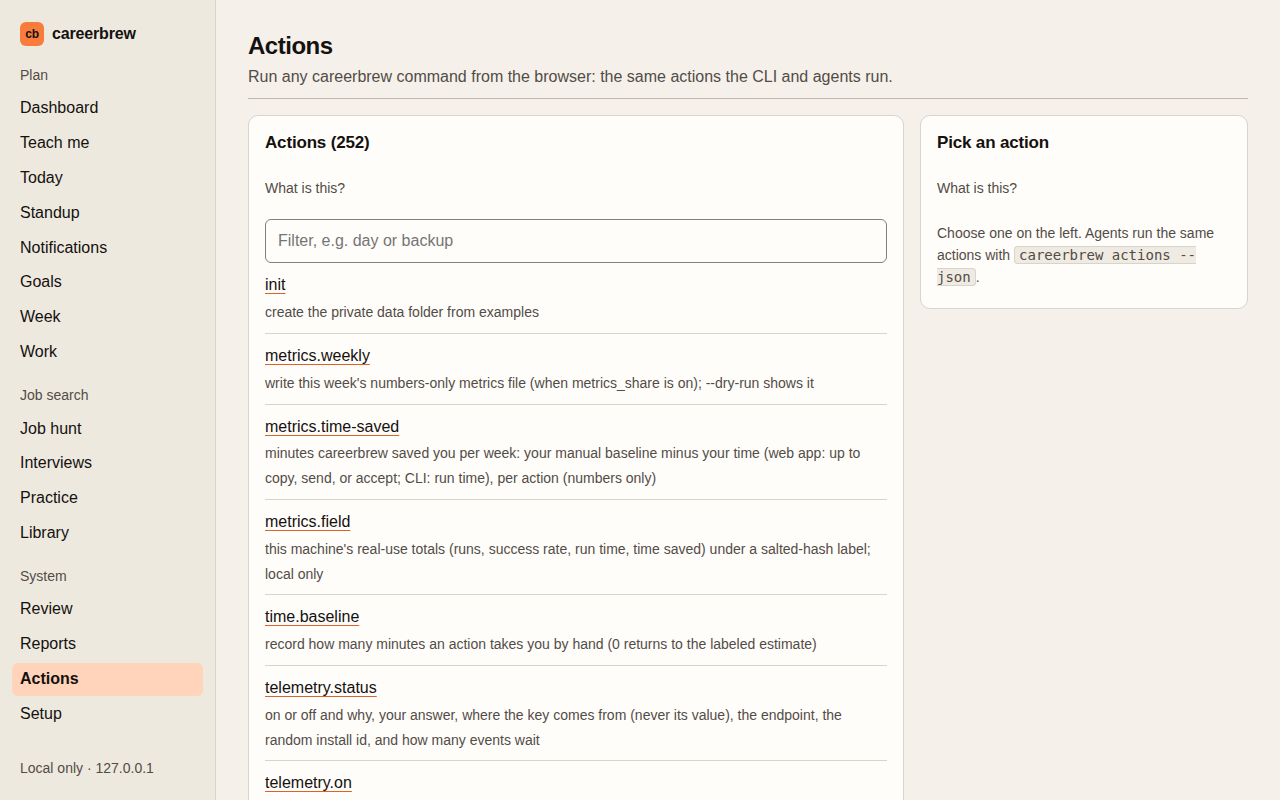 cb careerbrew
Plan
Dashboard
Teach me
Today
Standup
Notifications
Goals
Week
Work
Job search
Job hunt
Interviews
Practice
Library
System
Review
Reports
Actions
Setup
Local only · 127.0.0.1
Actions
Run any careerbrew command from the browser: the same actions the CLI and agents run.
Actions (252)
What is this?
Filter, e.g. day or backup
init
create the private data folder from examples
metrics.weekly
write this week's numbers-only metrics file (when metrics_share is on); --dry-run shows it
metrics.time-saved
minutes careerbrew saved you per week: your manual baseline minus your time (web app: up to
copy, send, or accept; CLI: run time), per action (numbers only)
metrics.field
this machine's real-use totals (runs, success rate, run time, time saved) under a salted-hash label;
local only
time.baseline
record how many minutes an action takes you by hand (0 returns to the labeled estimate)
telemetry.status
on or off and why, your answer, where the key comes from (never its value), the endpoint, the
random install id, and how many events wait
telemetry.on
Pick an action
What is this?
Choose one on the left. Agents run the same
actions with careerbrew actions --
json.